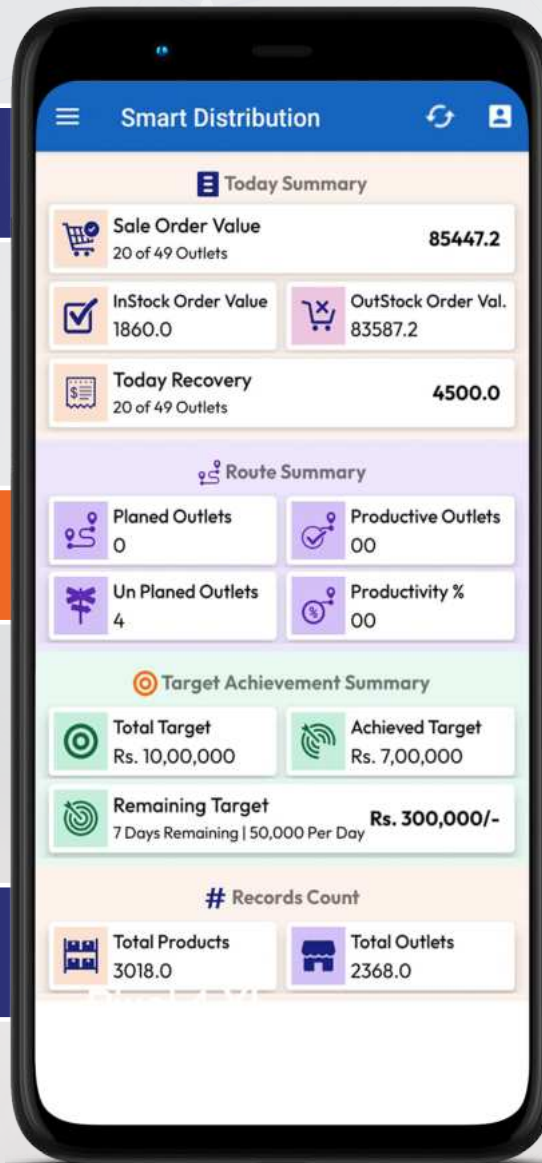 Smart Distribution
Today Summary
Sale Order Value
20 of 49 Outlets
85447.2
InStock Order Value
1860.0
OutStock Order Val.
83587.2
Today Recovery
20 of 49 Outlets
4500.0
Route Summary
Planed Outlets
0
Productive Outlets
00
Un Planed Outlets
4
Productivity %
00
Target Achievement Summary
Total Target
Rs. 10,00,000
Achieved Target
Rs. 7,00,000
Remaining Target
7 Days Remaining | 50,000 Per Day
Rs. 300,000/-
# Records Count
Total Products
3018.0
Total Outlets
2368.0